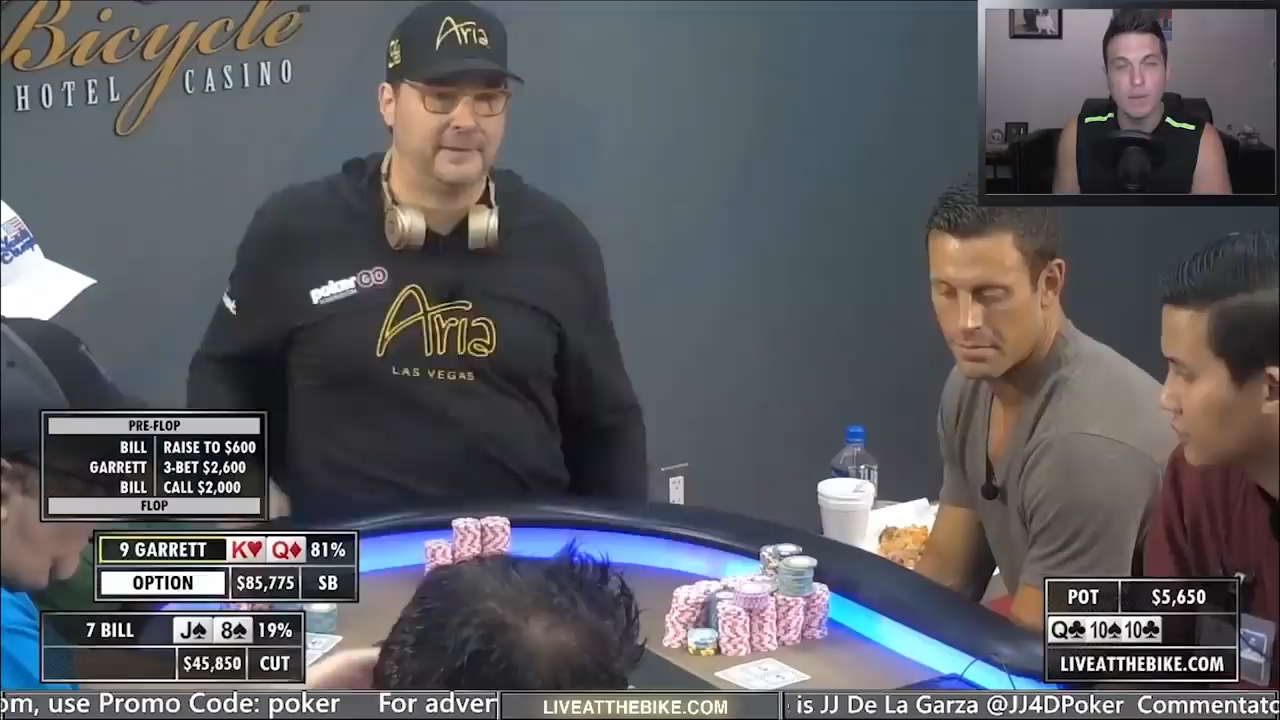 Bicycle
HOTEL CASINO
Aria
pokerGO
Aria
LAS VEGAS
PRE-FLOP
BILL RAISE TO $600
GARRETT 3-BET $2,600
BILL CALL $2,000
FLOP
9 GARRETT K♥ Q♦ 81%
OPTION $85,775 SB
7 BILL J♠ 8♠ 19%
$45,850 CUT
POT $5,650
Q♣ 10♠ 10♣
LIVEATTHEBIKE.COM
om, use Promo Code: poker For adver LIVEATTHEBIKE.COM is JJ De La Garza @JJ4DPoker Commentato